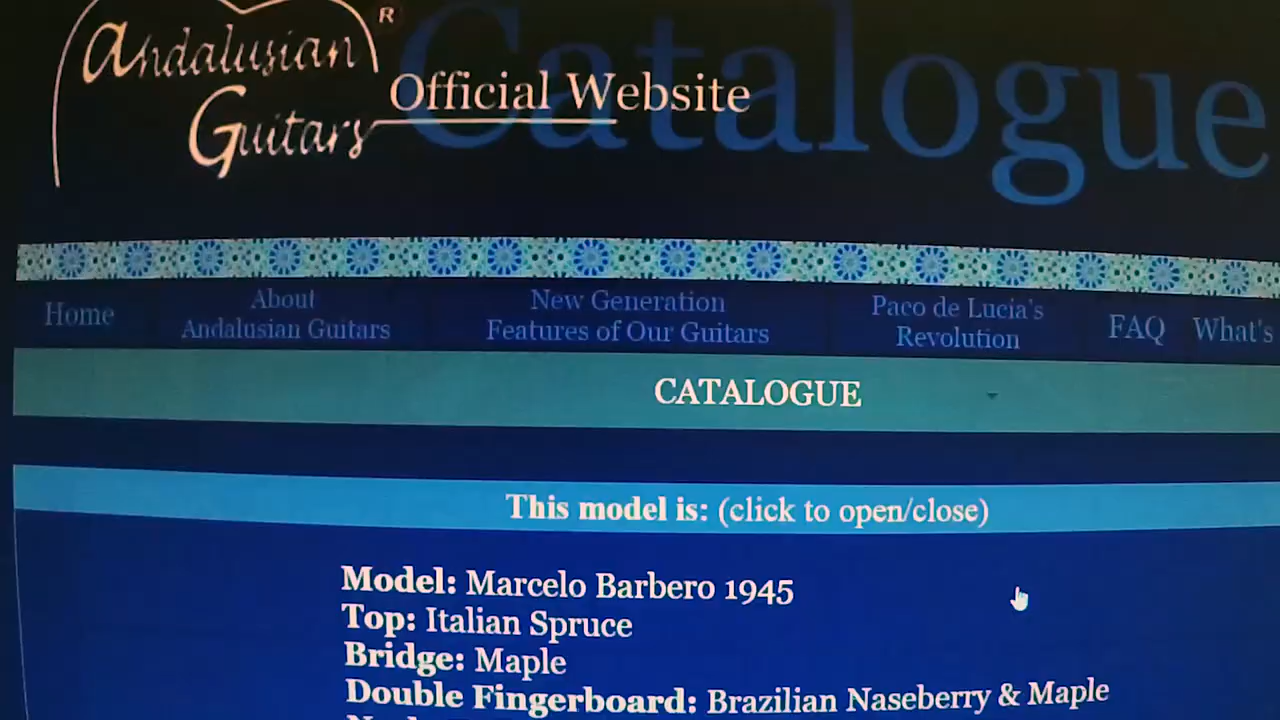 Andalusian ®
Guitars
Official Website
Catalogue
Home
About
Andalusian Guitars
New Generation
Features of Our Guitars
Paco de Lucia's
Revolution
FAQ
What's
CATALOGUE
This model is: (click to open/close)
Model: Marcelo Barbero 1945
Top: Italian Spruce
Bridge: Maple
Double Fingerboard: Brazilian Naseberry & Maple